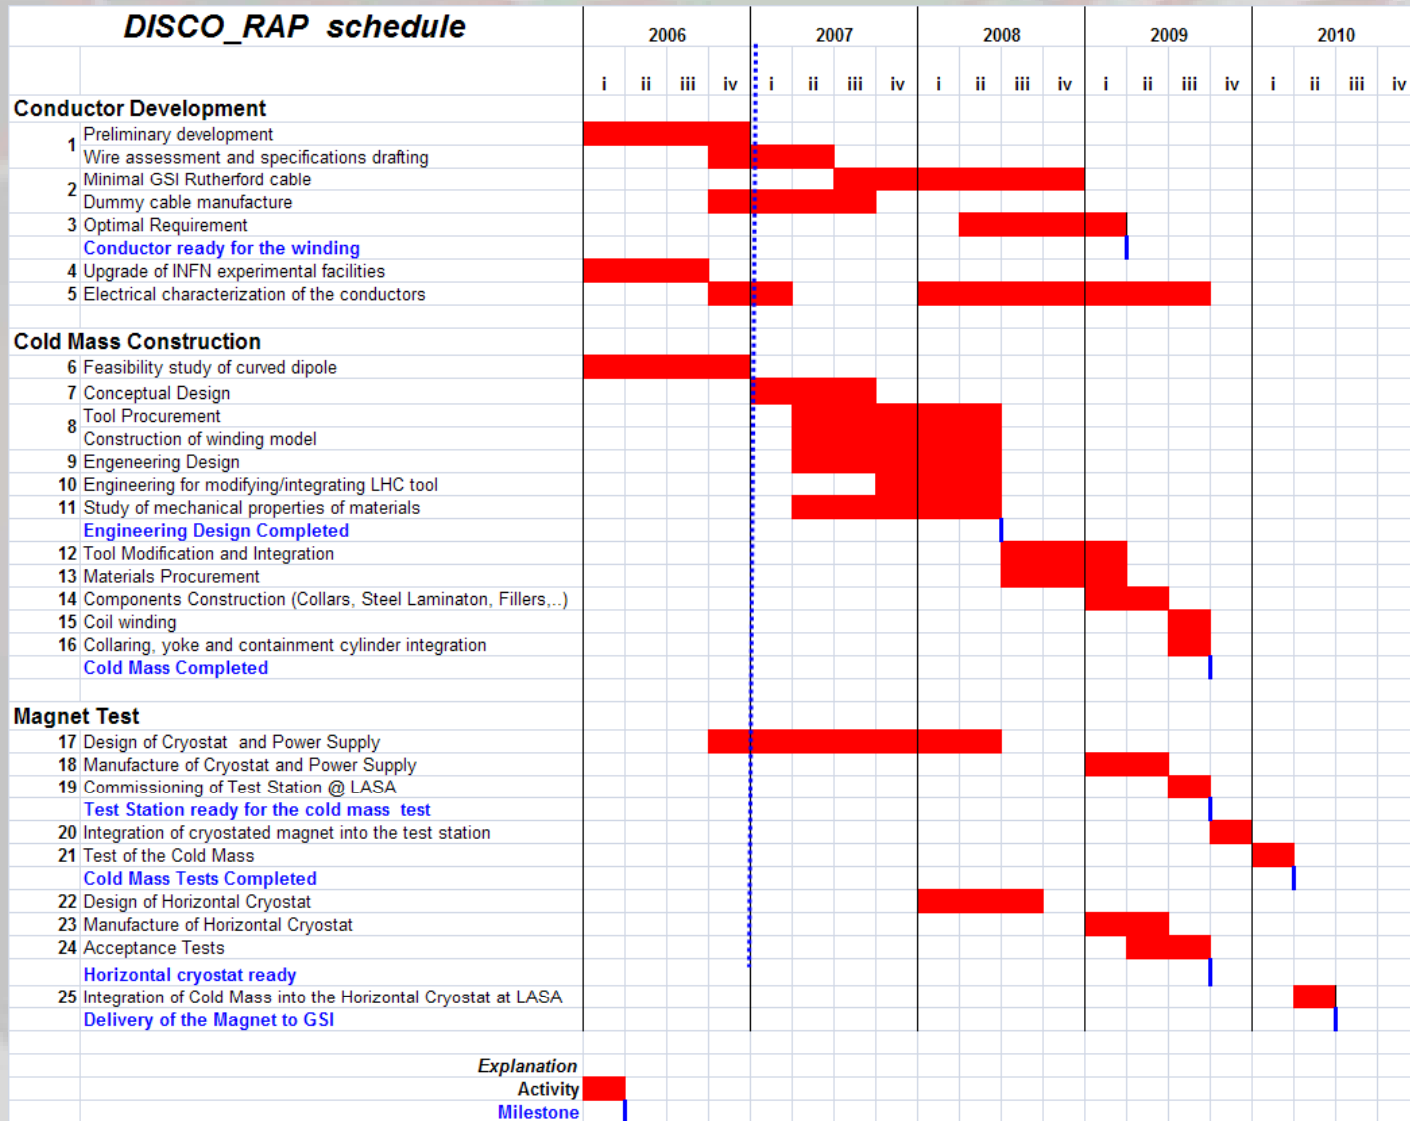 DISCO_RAP schedule
2006 2007 2008 2009 2010
i ii iii iv i ii iii iv i ii iii iv i ii iii iv i ii iii iv
Conductor Development
1
Preliminary development
Wire assessment and specifications drafting
2
Minimal GSI Rutherford cable
Dummy cable manufacture
3 Optimal Requirement
Conductor ready for the winding
4 Upgrade of INFN experimental facilities
5 Electrical characterization of the conductors
Cold Mass Construction
6 Feasibility study of curved dipole
7 Conceptual Design
8
Tool Procurement
Construction of winding model
9 Engeneering Design
10 Engineering for modifying/integrating LHC tool
11 Study of mechanical properties of materials
Engineering Design Completed
12 Tool Modification and Integration
13 Materials Procurement
14 Components Construction (Collars, Steel Laminaton, Fillers,..)
15 Coil winding
16 Collaring, yoke and containment cylinder integration
Cold Mass Completed
Magnet Test
17 Design of Cryostat and Power Supply
18 Manufacture of Cryostat and Power Supply
19 Commissioning of Test Station @ LASA
Test Station ready for the cold mass test
20 Integration of cryostated magnet into the test station
21 Test of the Cold Mass
Cold Mass Tests Completed
22 Design of Horizontal Cryostat
23 Manufacture of Horizontal Cryostat
24 Acceptance Tests
Horizontal cryostat ready
25 Integration of Cold Mass into the Horizontal Cryostat at LASA
Delivery of the Magnet to GSI
Explanation
Activity
Milestone